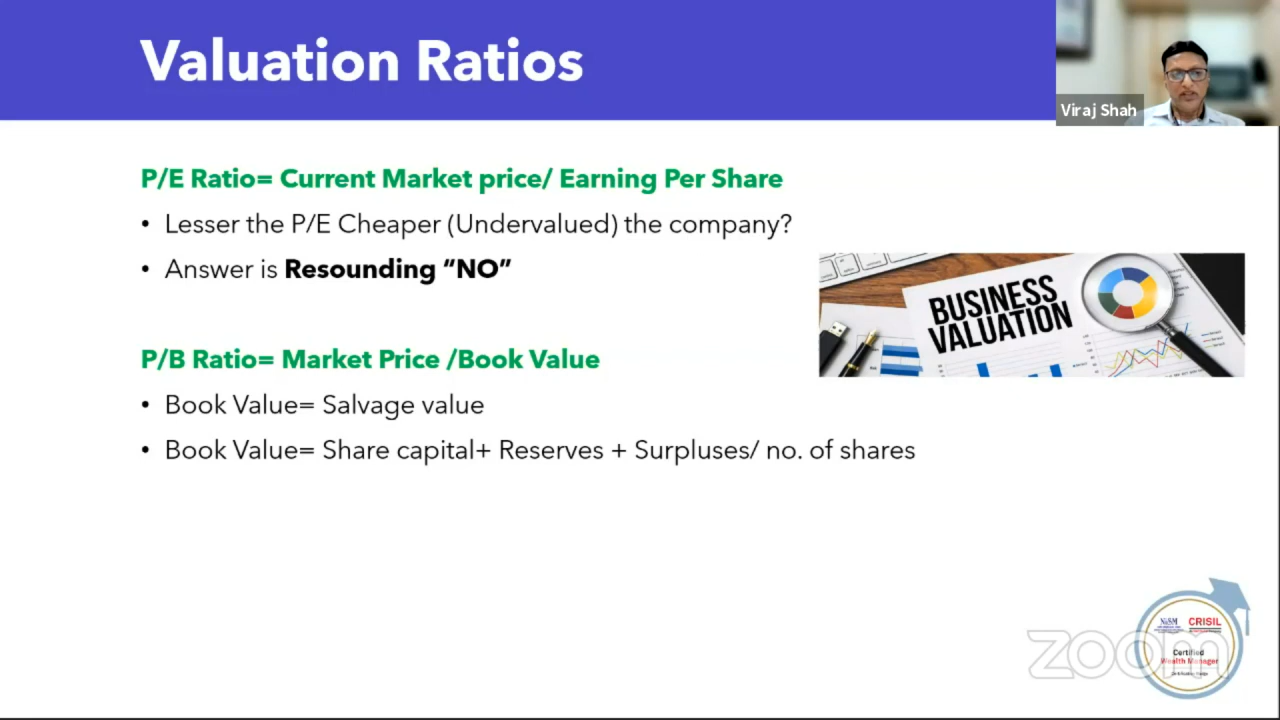 Valuation Ratios
Viraj Shah
P/E Ratio= Current Market price/ Earning Per Share
• Lesser the P/E Cheaper (Undervalued) the company?
• Answer is Resounding “NO”
BUSINESS
VALUATION
P/B Ratio= Market Price /Book Value
• Book Value= Salvage value
• Book Value= Share capital+ Reserves + Surpluses/ no. of shares
zoom
NISM
CRISIL
Certified
Wealth Manager